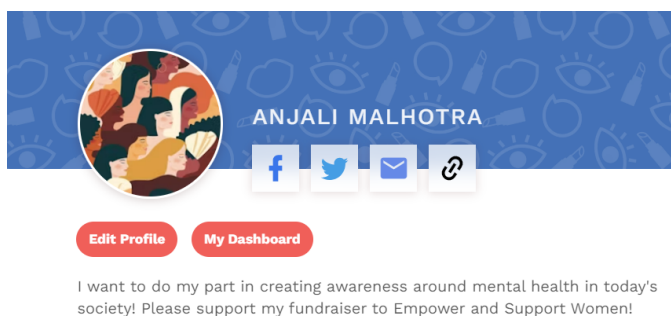 ANJALI MALHOTRA
Edit Profile
My Dashboard
I want to do my part in creating awareness around mental health in today's
society! Please support my fundraiser to Empower and Support Women!